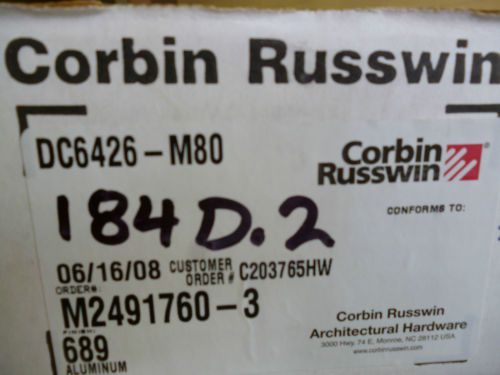 Corbin Russwin
DC6426-M80
Corbin
Russwin
CONFORMS TO:
184D.2
06/16/08 CUSTOMER ORDER # C203765HW
ORDER#:
M2491760-3
FINISH:
689
ALUMINUM
Corbin Russwin
Architectural Hardware
3000 Hwy. 74 E, Monroe, NC 28112 USA
www.corbinrusswin.com